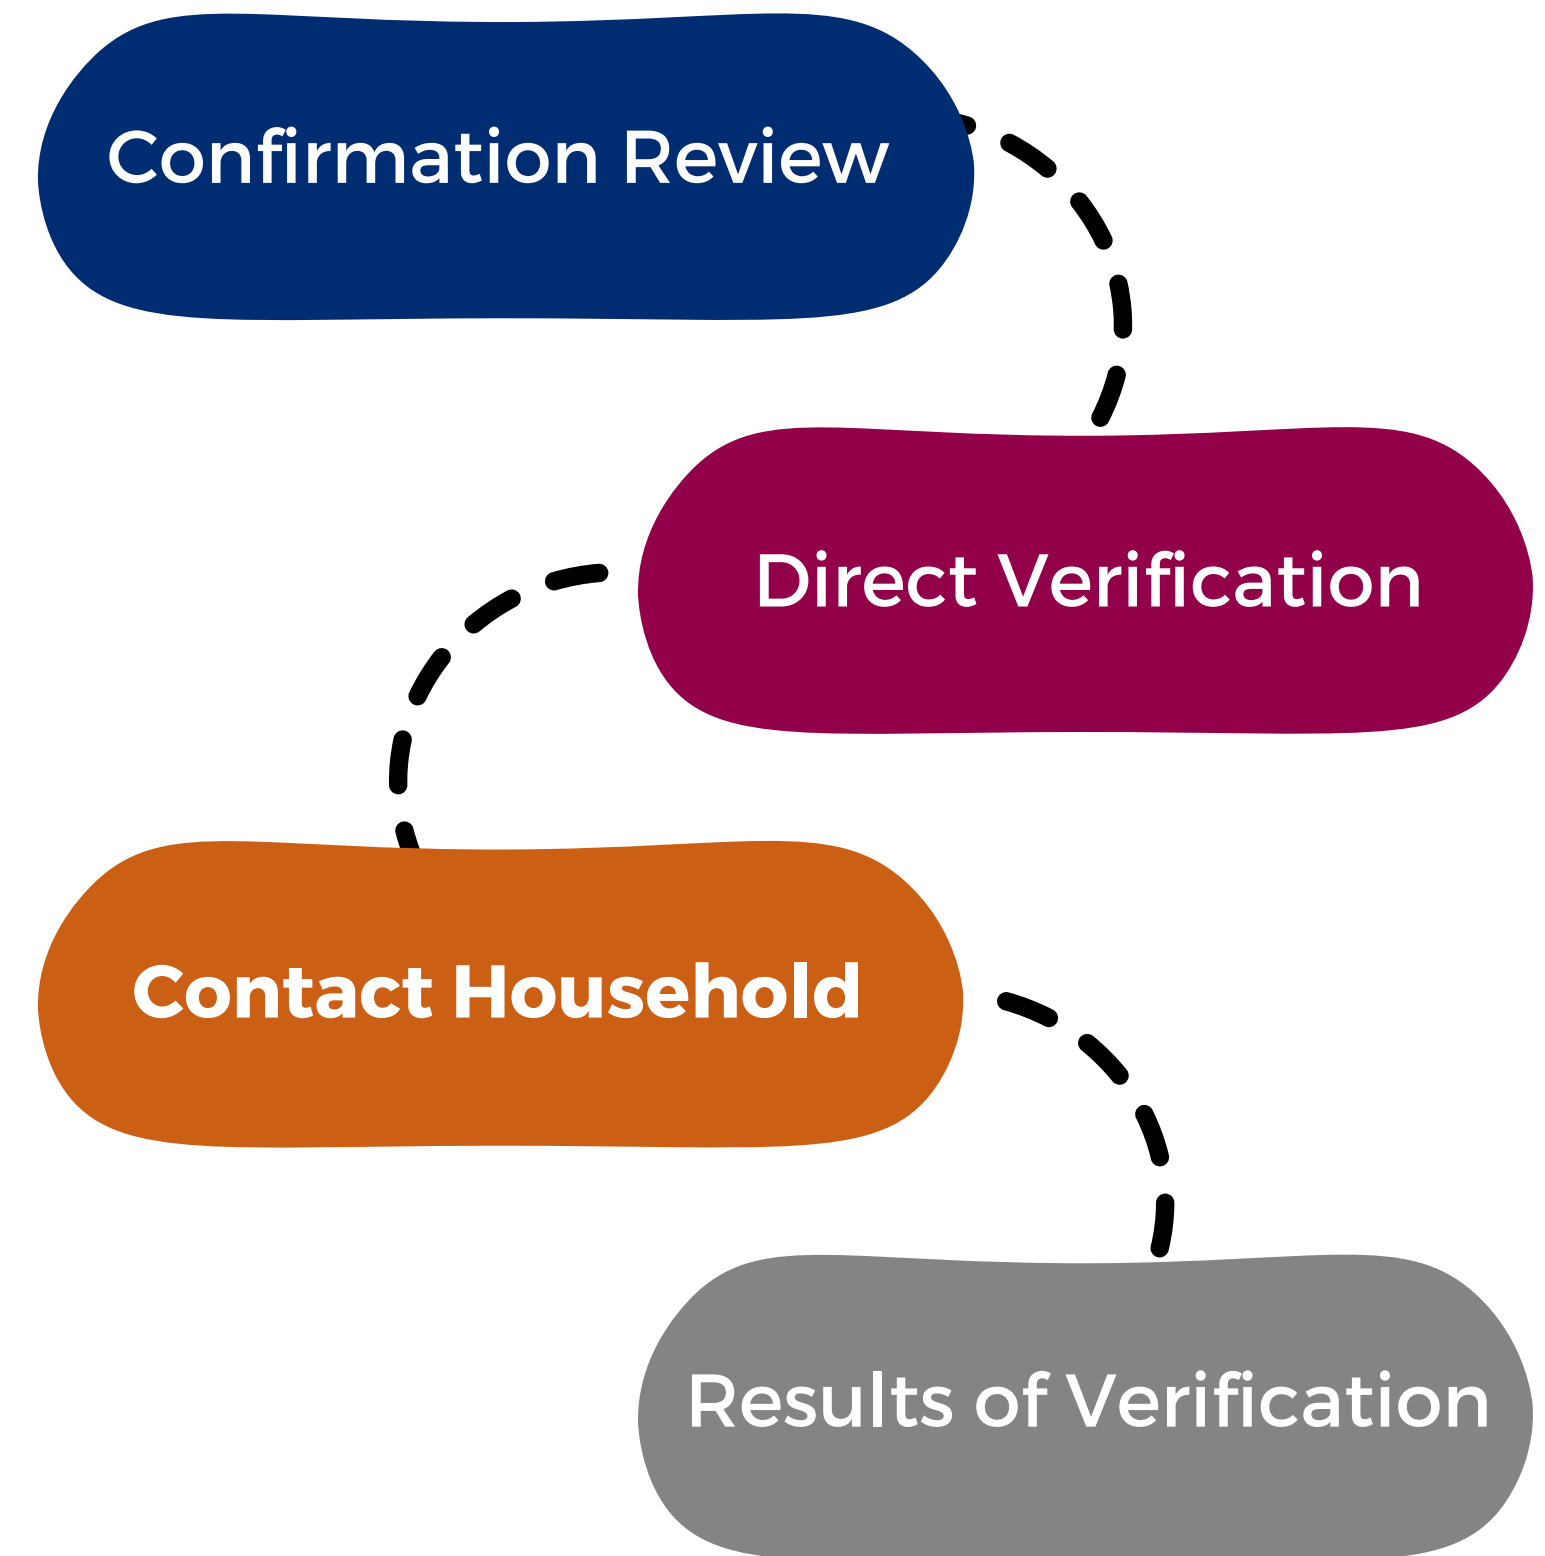 Confirmation Review
Direct Verification
Contact Household
Results of Verification